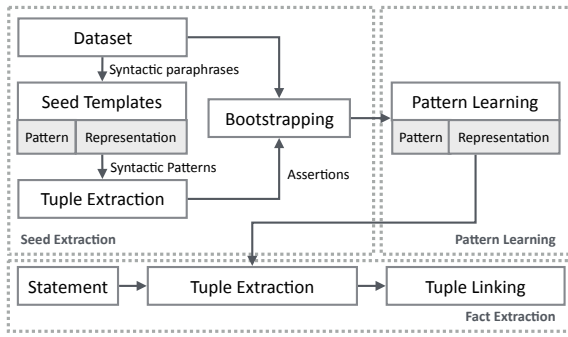 Dataset
Syntactic paraphrases
Seed Templates
Pattern Representation
Syntactic Patterns
Tuple Extraction
Bootstrapping
Assertions
Seed Extraction
Pattern Learning
Pattern Representation
Pattern Learning
Statement
Tuple Extraction
Tuple Linking
Fact Extraction